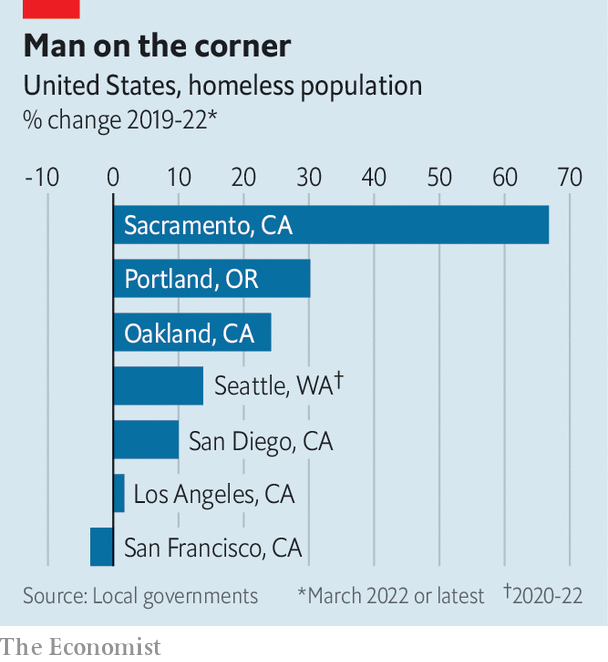 Man on the corner
United States, homeless population
% change 2019-22*
-10 0 10 20 30 40 50 60 70
Sacramento, CA
Portland, OR
Oakland, CA
Seattle, WA†
San Diego, CA
Los Angeles, CA
San Francisco, CA
Source: Local governments *March 2022 or latest †2020-22
The Economist